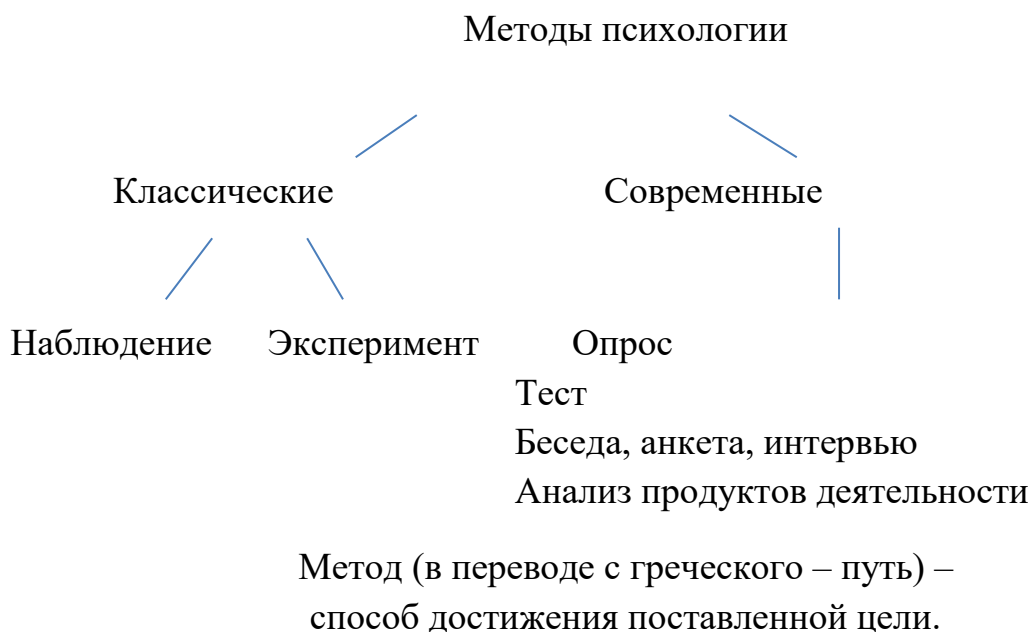 Методы психологии
Классические Современные
Наблюдение Эксперимент Опрос
Тест
Беседа, анкета, интервью
Анализ продуктов деятельности
Метод (в переводе с греческого – путь) –
способ достижения поставленной цели.